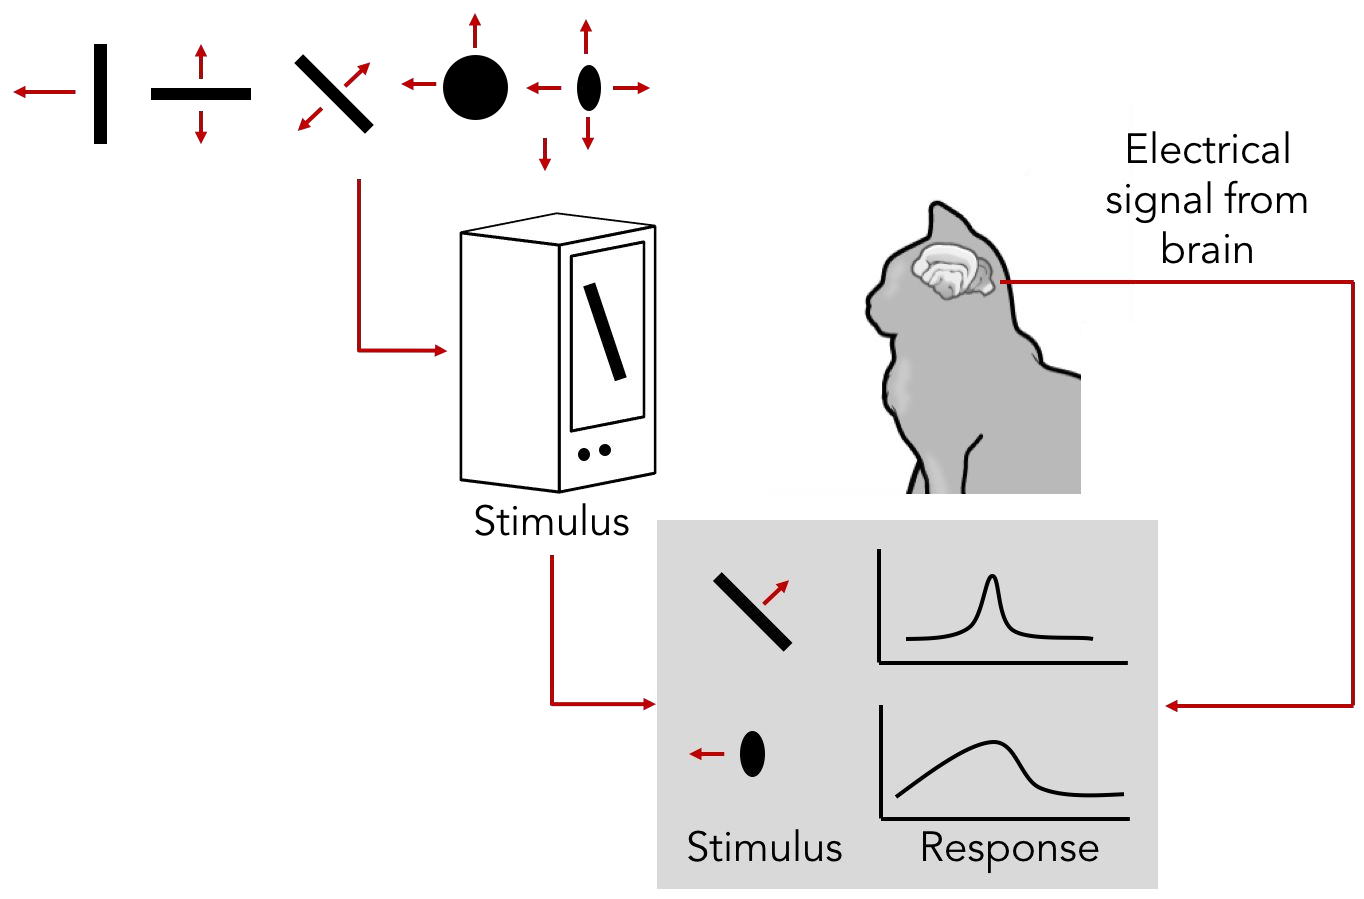 Electrical
signal from
brain
Stimulus
Stimulus
Response